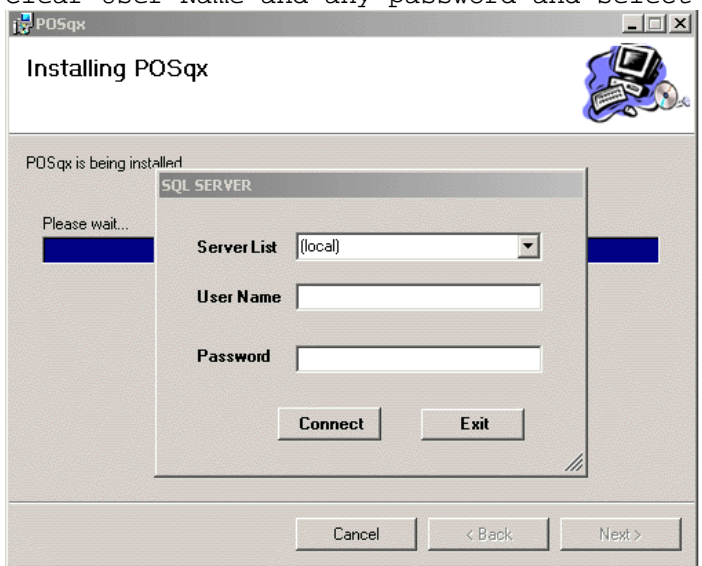 Clear User Name and any password and select
POSqx
Installing POSqx
POSqx is being installed
SQL SERVER
Please wait...
Server List (local)
User Name
Password
Connect Exit
Cancel < Back Next >